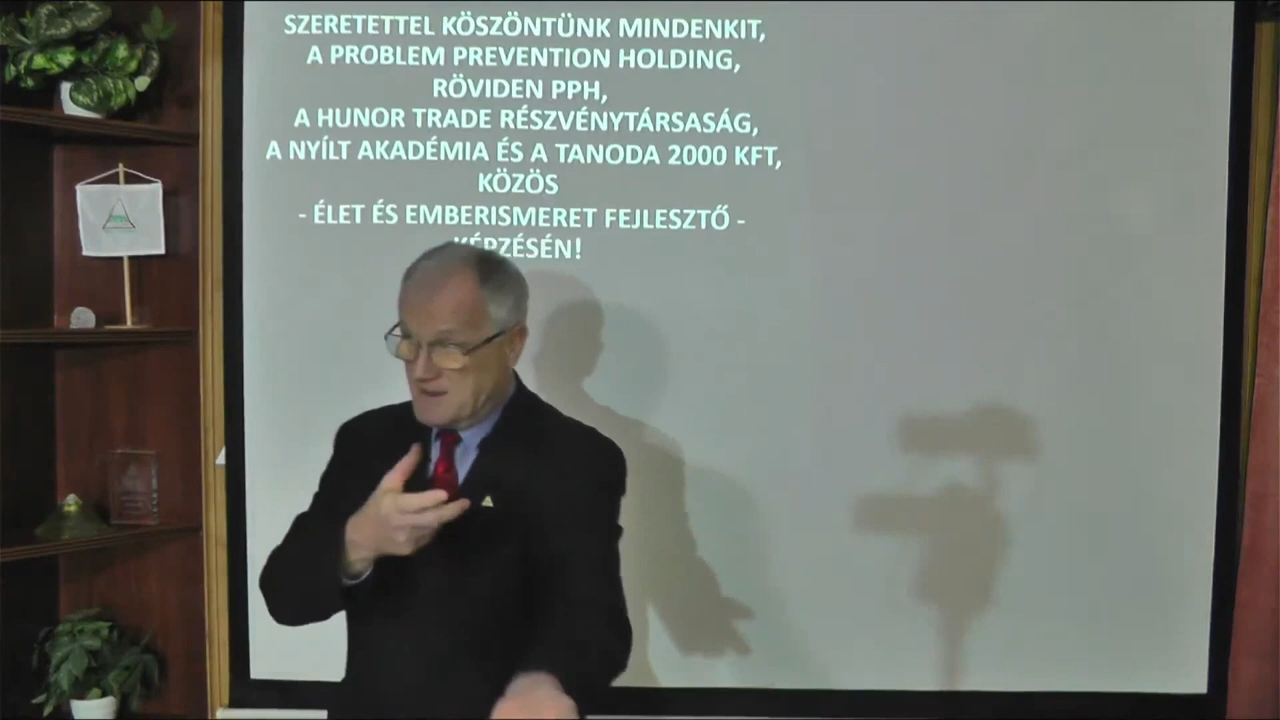 SZERETETTEL KÖSZÖNTÜNK MINDENKIT,
A PROBLEM PREVENTION HOLDING,
RÖVIDEN PPH,
A HUNOR TRADE RÉSZVÉNYTÁRSASÁG,
A NYÍLT AKADÉMIA ÉS A TANODA 2000 KFT,
KÖZÖS
- ÉLET ÉS EMBERISMERET FEJLESZTŐ -
KÉPZÉSÉN!